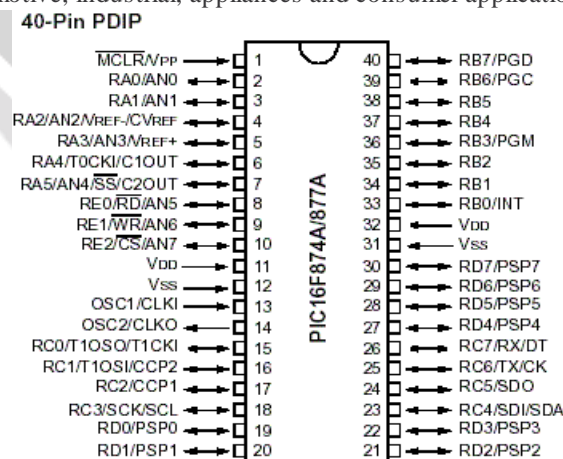 motive, industrial, appliances and consumer applicatio
40-Pin PDIP
MCLR/VPP 1 40 RB7/PGD
RA0/AN0 2 39 RB6/PGC
RA1/AN1 3 38 RB5
RA2/AN2/VREF-/CVREF 4 37 RB4
RA3/AN3/VREF+ 5 36 RB3/PGM
RA4/T0CKI/C1OUT 6 35 RB2
RA5/AN4/SS/C2OUT 7 34 RB1
RE0/RD/AN5 8 33 RB0/INT
RE1/WR/AN6 9 32 VDD
RE2/CS/AN7 10 31 VSS
VDD 11 30 RD7/PSP7
VSS 12 29 RD6/PSP6
OSC1/CLKI 13 28 RD5/PSP5
OSC2/CLKO 14 27 RD4/PSP4
RC0/T1OSO/T1CKI 15 26 RC7/RX/DT
RC1/T1OSI/CCP2 16 25 RC6/TX/CK
RC2/CCP1 17 24 RC5/SDO
RC3/SCK/SCL 18 23 RC4/SDI/SDA
RD0/PSP0 19 22 RD3/PSP3
RD1/PSP1 20 21 RD2/PSP2
PIC16F874A/877A